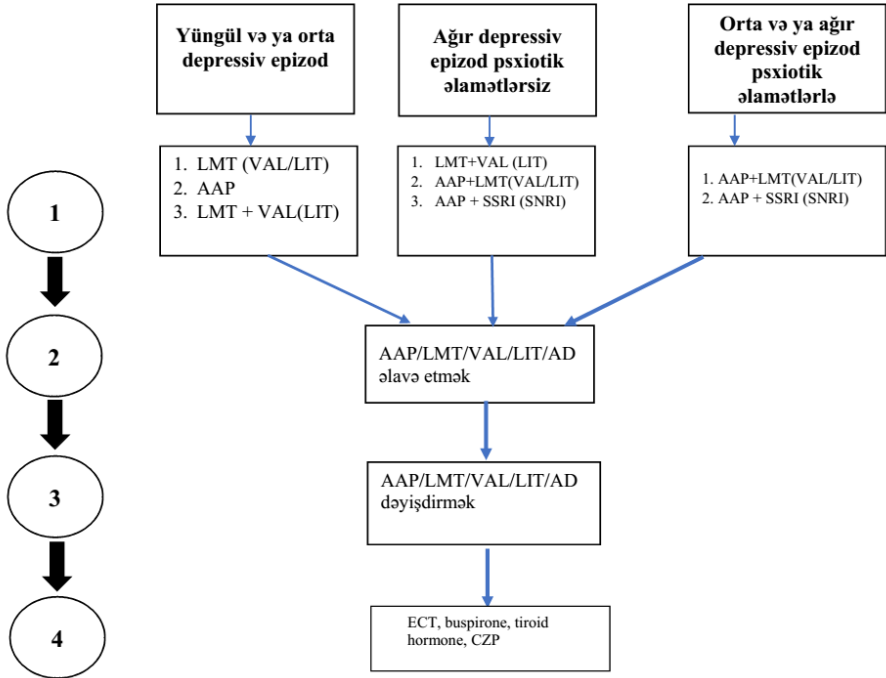 Yüngül və ya orta
depressiv epizod
Ağır depressiv
epizod psxiotik
əlamətlərsiz
Orta və ya ağır
depressiv epizod
psxiotik
əlamətlərlə
1
1. LMT (VAL/LIT)
2. AAP
3. LMT + VAL(LIT)
1. LMT+VAL (LIT)
2. AAP+LMT(VAL/LIT)
3. AAP + SSRI (SNRI)
1. AAP+LMT(VAL/LIT)
2. AAP + SSRI (SNRI)
2
AAP/LMT/VAL/LIT/AD
əlavə etmək
3
AAP/LMT/VAL/LIT/AD
dəyişdirmək
4
ECT, buspirone, tiroid
hormone, CZP